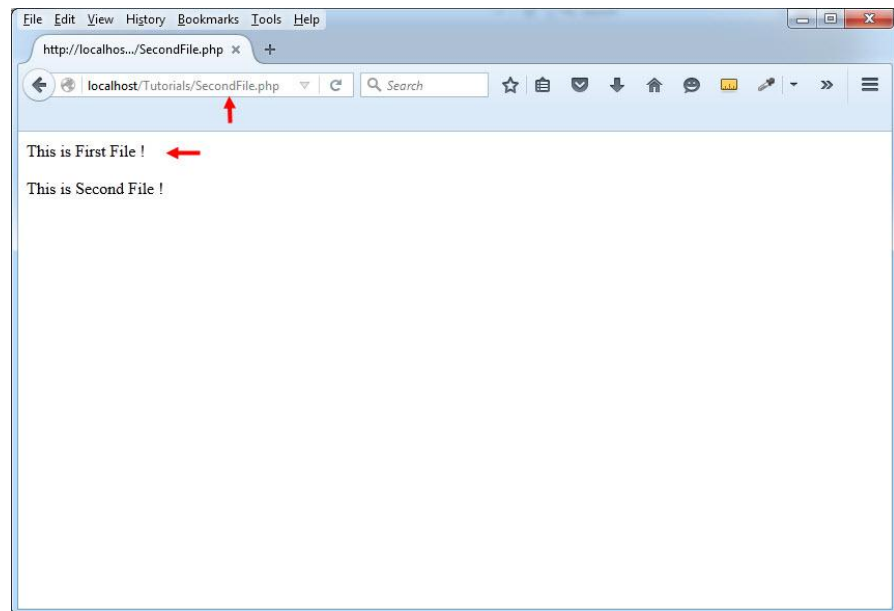 File Edit View History Bookmarks Tools Help
http://localhos.../SecondFile.php
localhost/Tutorials/SecondFile.php Search
This is First File !
This is Second File !